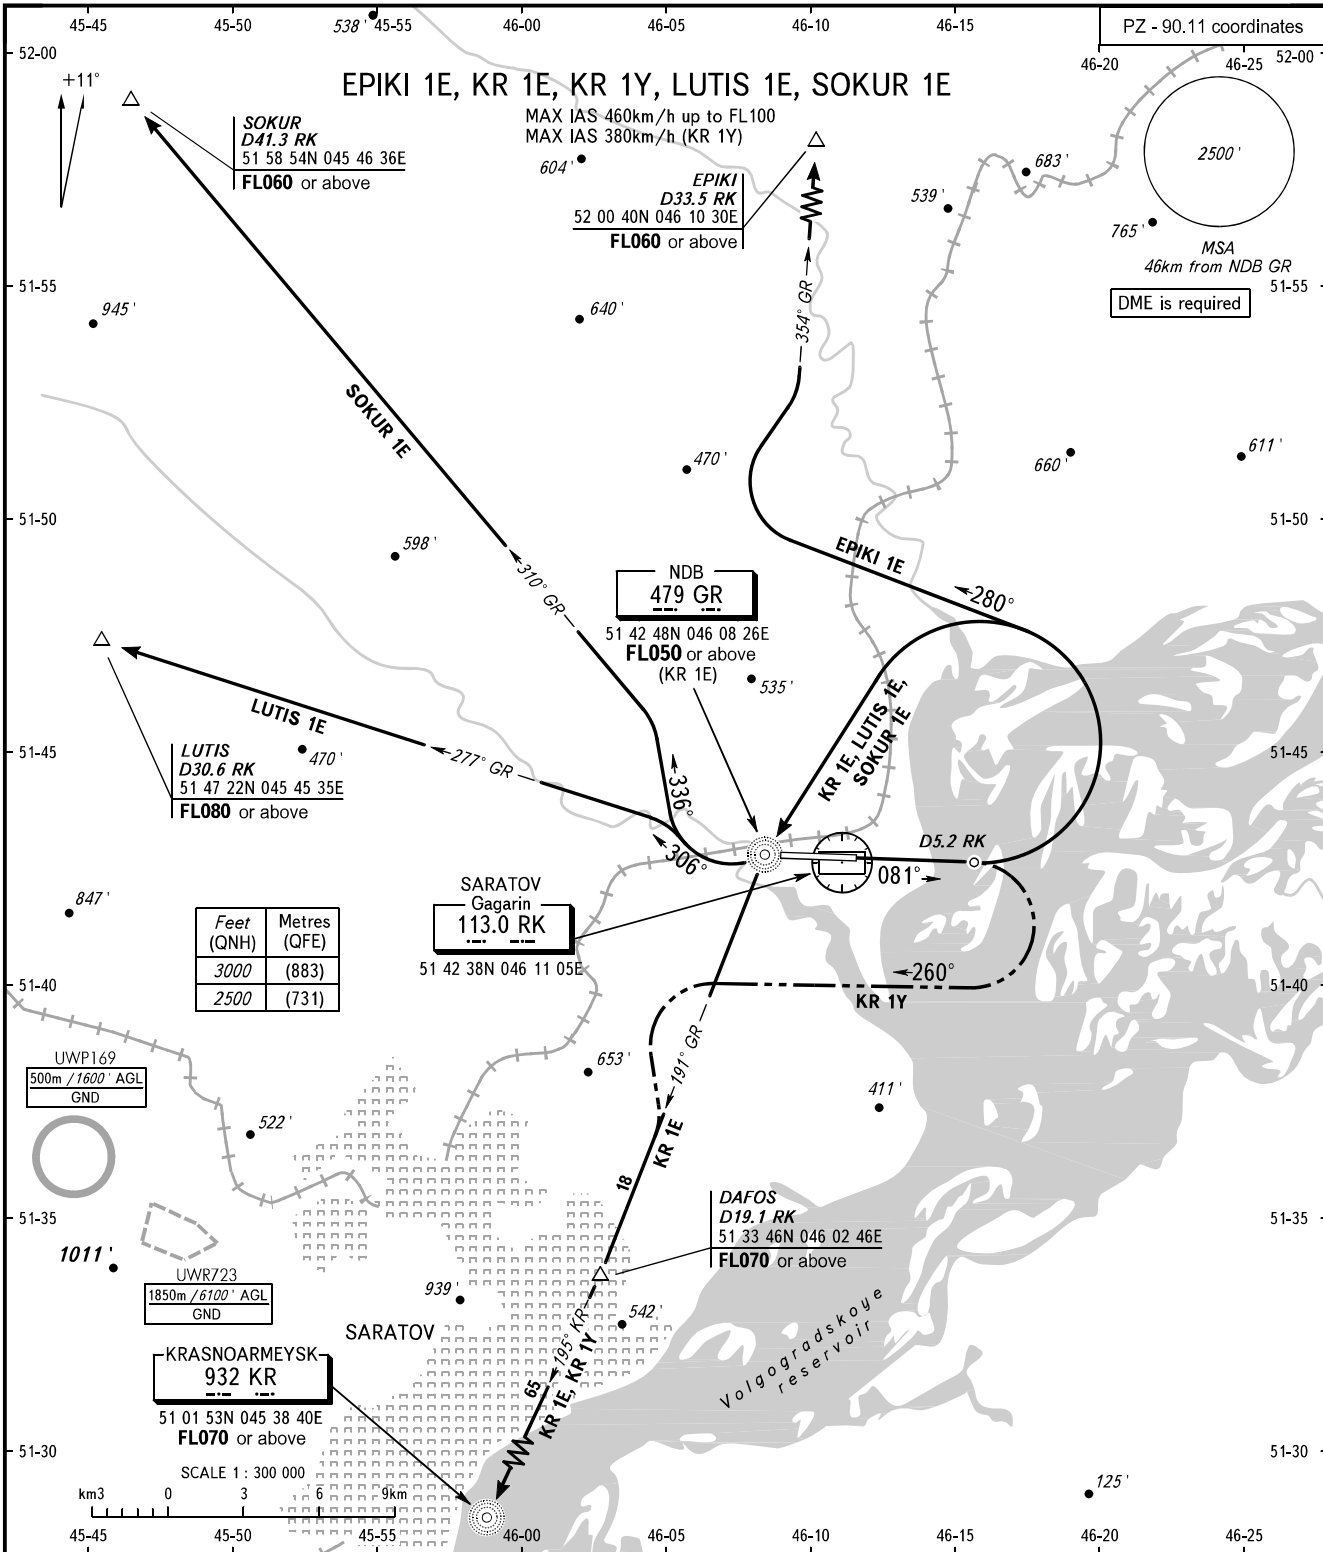 45-45
45-50
45-55
46-00
46-05
46-10
46-15
PZ - 90.11 coordinates
52-00
46-20
46-25
52-00
538 '
+11°
EPIKI 1E, KR 1E, KR 1Y, LUTIS 1E, SOKUR 1E
MAX IAS 460km/h up to FL100
MAX IAS 380km/h (KR 1Y)
SOKUR
D41.3 RK
51 58 54N 045 46 36E
FL060 or above
604 '
EPIKI
D33.5 RK
52 00 40N 046 10 30E
FL060 or above
539 '
683 '
765 '
2500 '
MSA
46km from NDB GR
DME is required
51-55
51-55
945 '
640 '
354° GR
SOKUR 1E
470 '
660 '
611 '
51-50
51-50
598 '
310° GR
EPIKI 1E
280°
NDB
479 GR
51 42 48N 046 08 26E
FL050 or above
(KR 1E)
535 '
KR 1E, LUTIS 1E,
SOKUR 1E
LUTIS 1E
51-45
51-45
LUTIS
D30.6 RK
51 47 22N 045 45 35E
FL080 or above
470 '
277° GR
336°
306°
D5.2 RK
081°
847 '
SARATOV
Gagarin
113.0 RK
51 42 38N 046 11 05E
Feet
(QNH)
Metres
(QFE)
3000
(883)
2500
(731)
260°
KR 1Y
51-40
51-40
UWP169
500m / 1600 ' AGL
GND
653 '
191° GR
411 '
522 '
KR 1E
18
51-35
51-35
DAFOS
D19.1 RK
51 33 46N 046 02 46E
FL070 or above
1011 '
UWR723
1850m / 6100 ' AGL
GND
939 '
542 '
SARATOV
195° KR
65
KR 1E, KR 1Y
Volgogradskoye
reservoir
KRASNOARMEYSK
932 KR
51 01 53N 045 38 40E
FL070 or above
51-30
51-30
SCALE 1 : 300 000
km3
0
3
6
9km
125 '
45-45
45-50
45-55
46-00
46-05
46-10
46-15
46-20
46-25